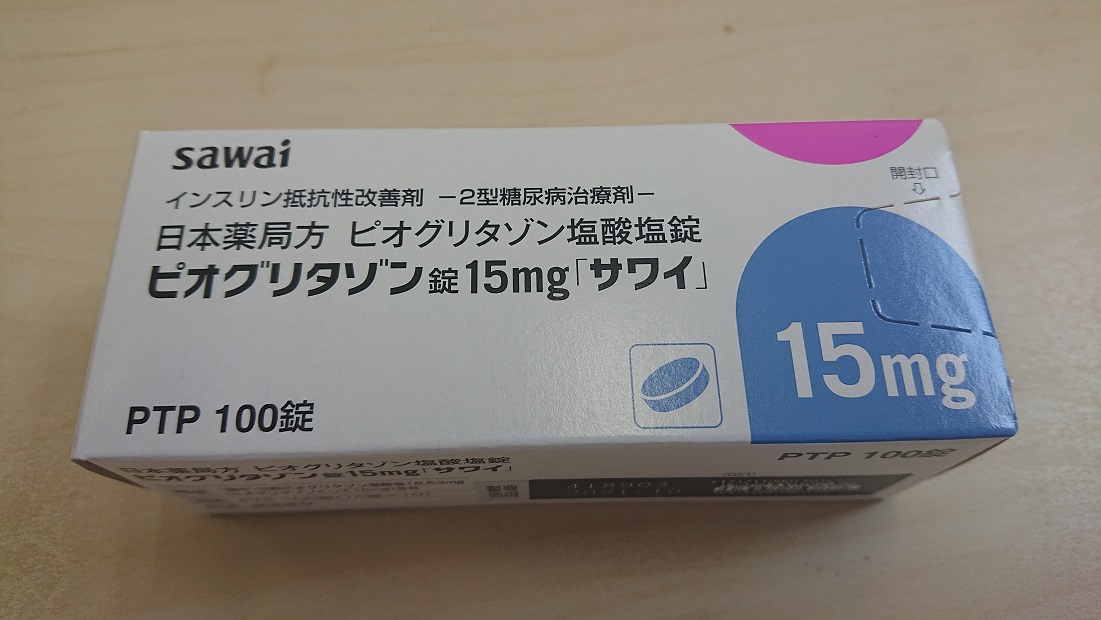 sawai
インスリン抵抗性改善剤 −2型糖尿病治療剤−
日本薬局方 ピオグリタゾン塩酸塩錠
ピオグリタゾン錠15mg「サワイ」
開封口
15mg
PTP 100錠
日本薬局方 ピオグリタゾン塩酸塩錠
ピオグリタゾン錠15mg「サワイ」
PTP 100錠